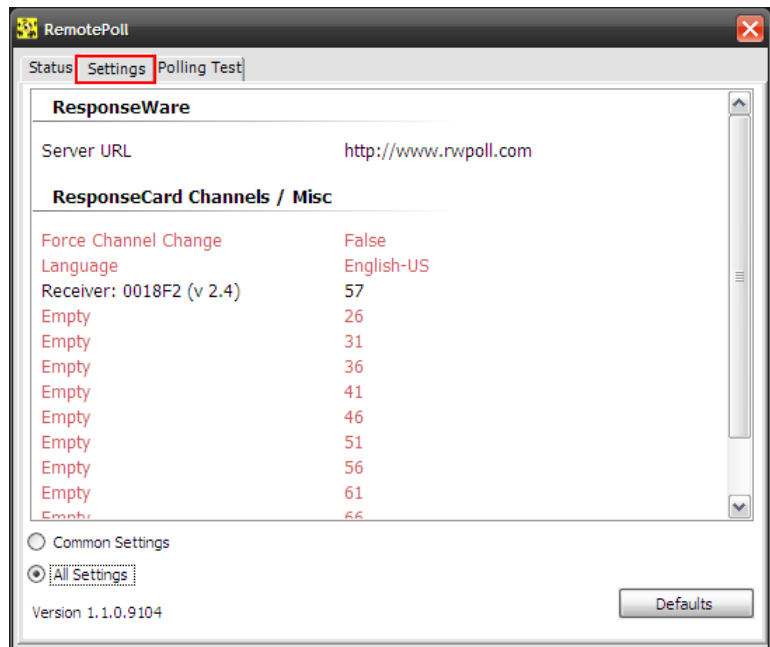 RemotePoll
Status Settings Polling Test
ResponseWare
Server URL http://www.rwpoll.com
ResponseCard Channels / Misc
Force Channel Change False
Language English-US
Receiver: 0018F2 (v 2.4) 57
Empty 26
Empty 31
Empty 36
Empty 41
Empty 46
Empty 51
Empty 56
Empty 61
Empty 66
Common Settings
All Settings
Version 1.1.0.9104 Defaults